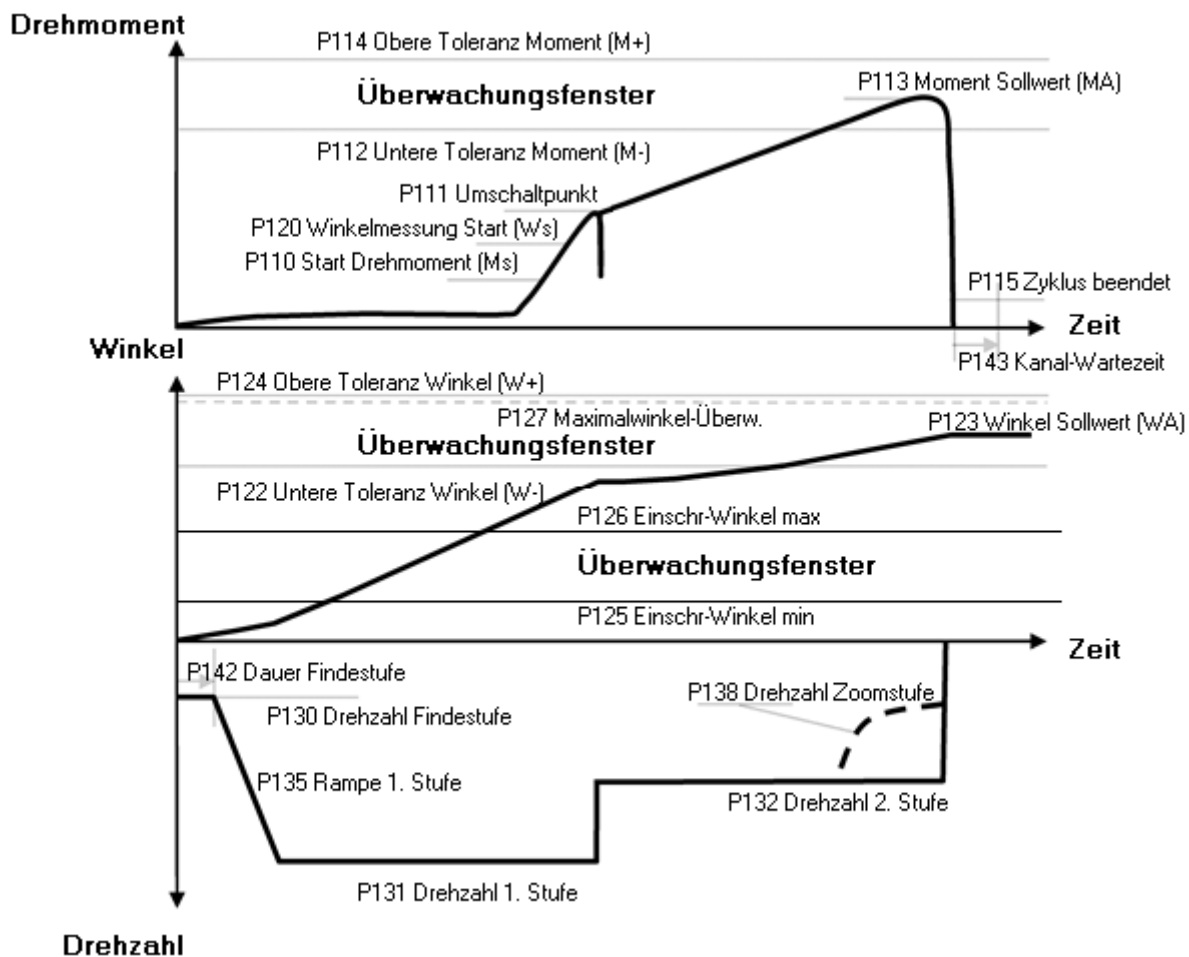 Drehmoment
P114 Obere Toleranz Moment (M+)
P113 Moment Sollwert (MA)
Überwachungsfenster
P112 Untere Toleranz Moment (M-)
P111 Umschaltpunkt
P120 Winkelmessung Start (Ws)
P110 Start Drehmoment (Ms)
P115 Zyklus beendet
Zeit
Winkel
P143 Kanal-Wartezeit
P124 Obere Toleranz Winkel (W+)
P127 Maximalwinkel-Überw.
P123 Winkel Sollwert (WA)
Überwachungsfenster
P122 Untere Toleranz Winkel (W-)
P126 Einschr-Winkel max
Überwachungsfenster
P125 Einschr-Winkel min
Zeit
P142 Dauer Findestufe
P138 Drehzahl Zoomstufe
P130 Drehzahl Findestufe
P135 Rampe 1. Stufe
P132 Drehzahl 2. Stufe
P131 Drehzahl 1. Stufe
Drehzahl